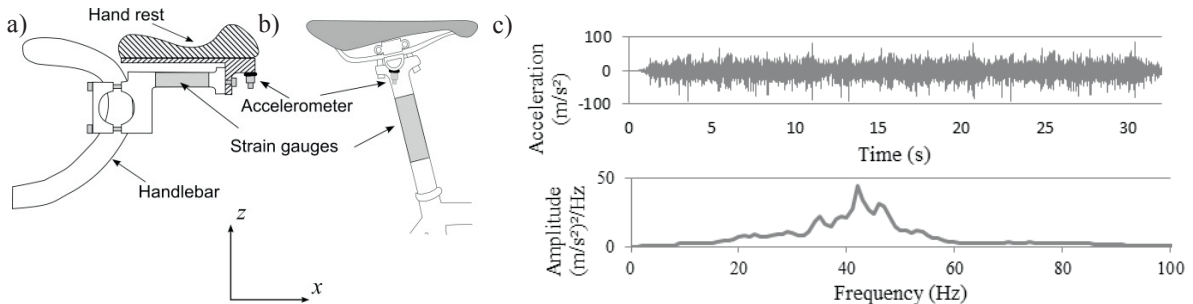 a)
Hand rest
Accelerometer
Strain gauges
Handlebar
z
x
b)
c)
Acceleration
(m/s²)
100
0
-100
0 5 10 15 20 25 30
Time (s)
Amplitude
(m/s²)²/Hz
50
0
0 20 40 60 80 100
Frequency (Hz)